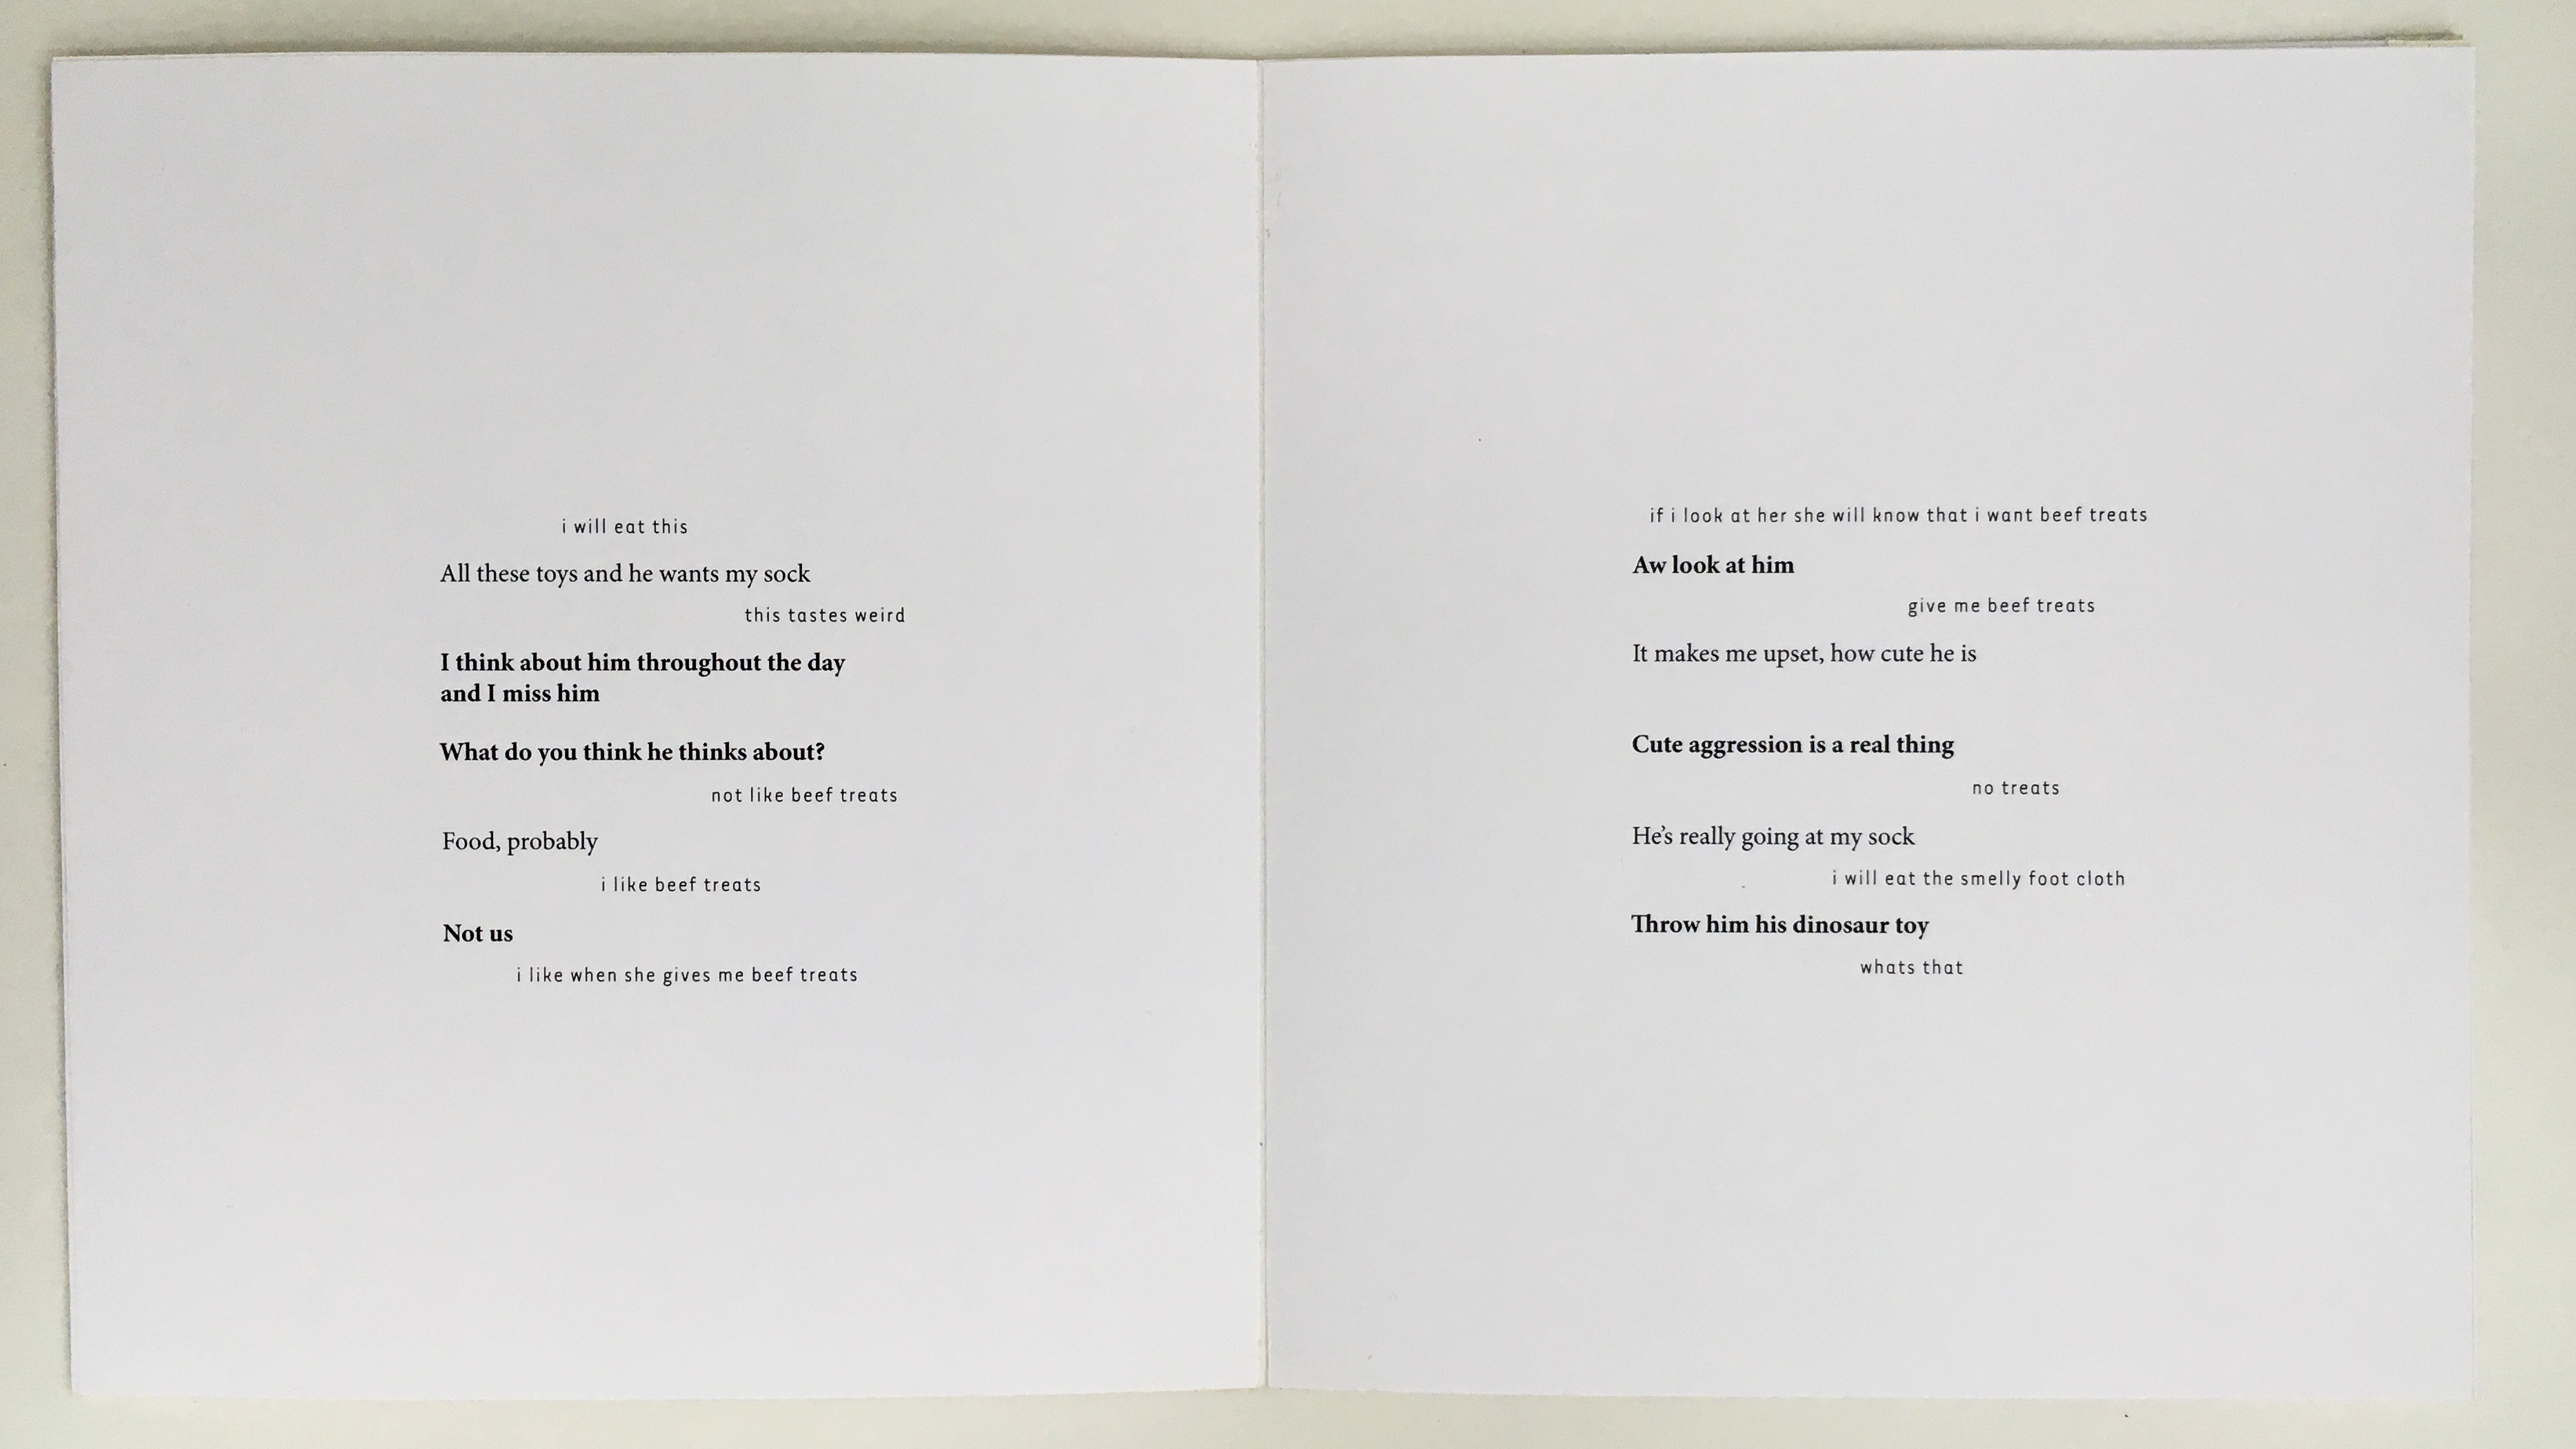 i will eat this
All these toys and he wants my sock
this tastes weird
I think about him throughout the day
and I miss him
What do you think he thinks about?
not like beef treats
Food, probably
i like beef treats
Not us
i like when she gives me beef treats
if i look at her she will know that i want beef treats
Aw look at him
give me beef treats
It makes me upset, how cute he is
Cute aggression is a real thing
no treats
He’s really going at my sock
i will eat the smelly foot cloth
Throw him his dinosaur toy
whats that